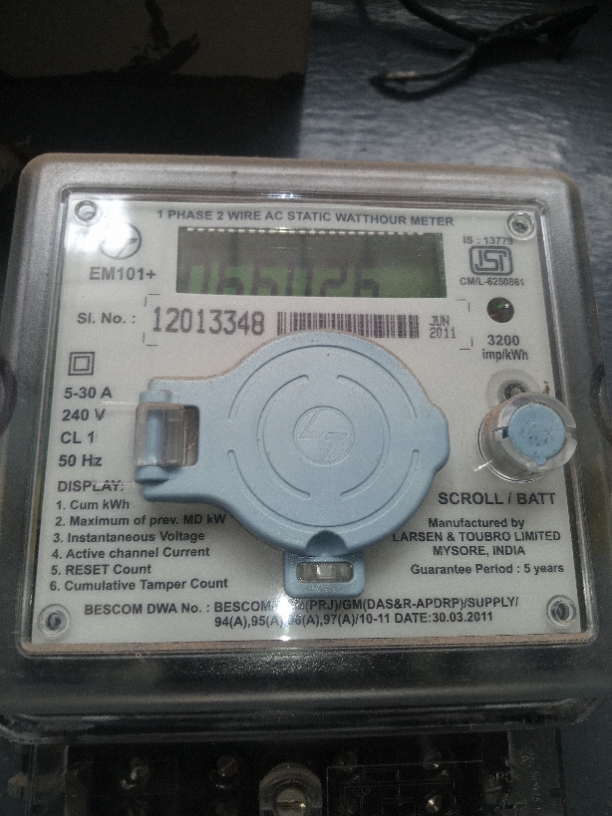 1 PHASE 2 WIRE AC STATIC WATTHOUR METER
EM101+
IS : 13779
ISI
CM/L-6250861
Sl. No. : 12013348
JUN
2011
3200
imp/kWh
5-30 A
240 V
CL 1
50 Hz
DISPLAY:
1. Cum kWh
2. Maximum of prev. MD kW
3. Instantaneous Voltage
4. Active channel Current
5. RESET Count
6. Cumulative Tamper Count
SCROLL / BATT
Manufactured by
LARSEN & TOUBRO LIMITED
MYSORE, INDIA
Guarantee Period : 5 years
BESCOM DWA No. : (PRJ)/GM(DAS&R-APDRP)/SUPPLY/
94(A),95(A),96(A),97(A)/10-11 DATE:30.03.2011